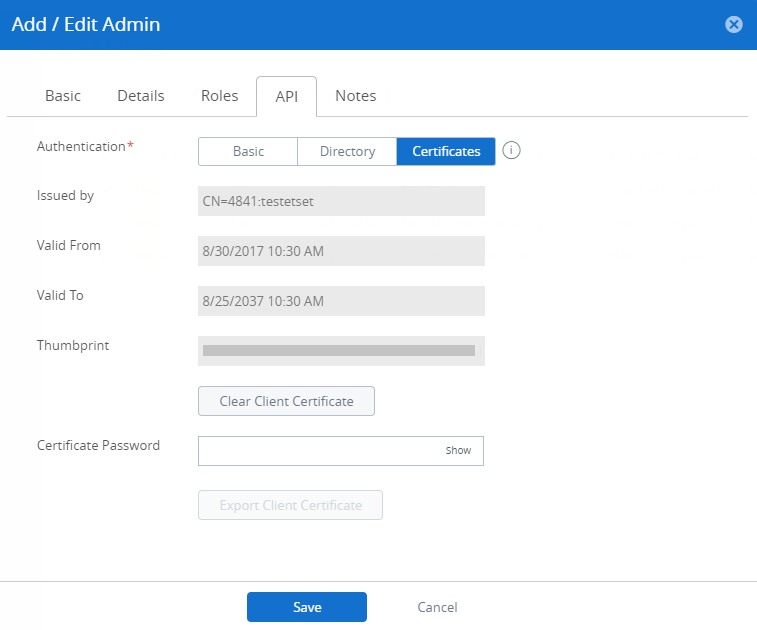 Add / Edit Admin
Basic Details Roles API Notes
Authentication* Basic Directory Certificates i
Issued by CN=4841:testetset
Valid From 8/30/2017 10:30 AM
Valid To 8/25/2037 10:30 AM
Thumbprint
Clear Client Certificate
Certificate Password Show
Export Client Certificate
Save Cancel